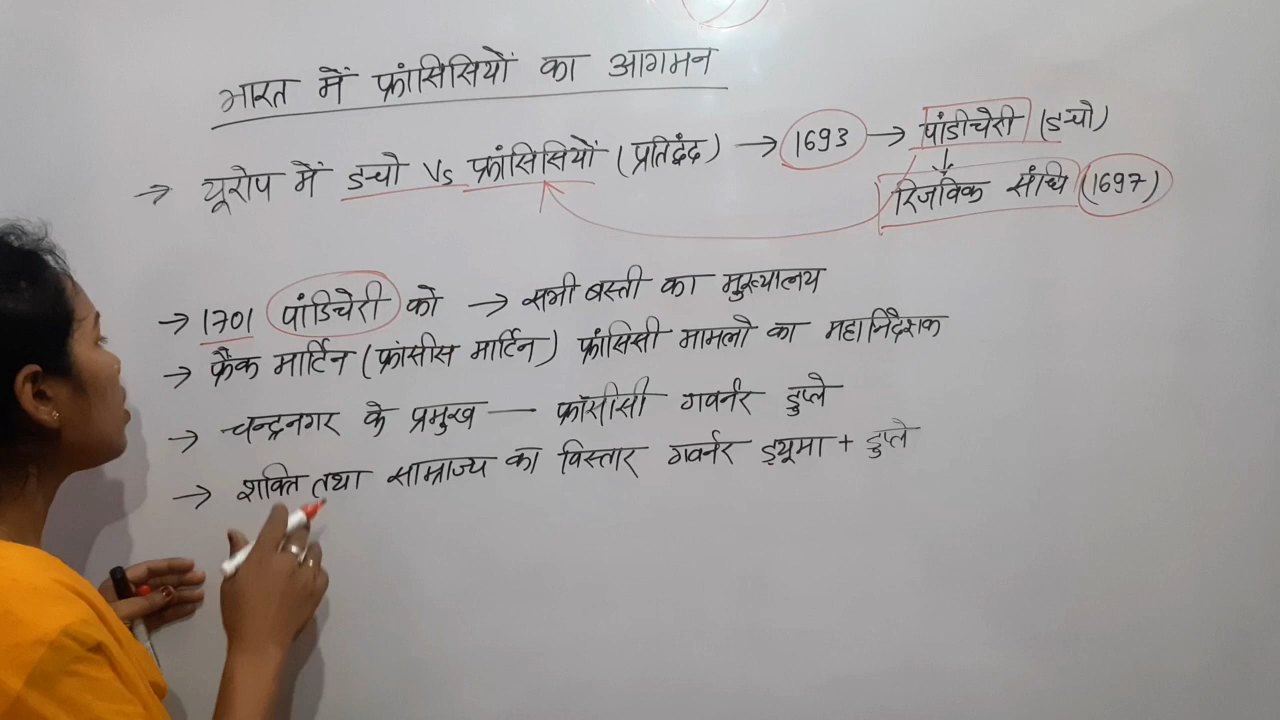 भारत में फ्रांसिसियों का आगमन
→ यूरोप में डचो Vs फ्रांसिसियों (प्रतिद्वंद) → 1693 → पांडीचेरी (डचो)
↓
रिजविक संधि (1697)
→ 1701 पांडिचेरी को → सभी बस्ती का मुख्यालय
→ फ्रैंक मार्टिन (फ्रांसीस मार्टिन) फ्रांसिसी मामलो का महानिदेशक
→ चन्द्रनगर के प्रमुख — फ्रांसीसी गवर्नर डुप्ले
→ शक्ति तथा साम्राज्य का विस्तार गवर्नर ड्यूमा + डुप्ले